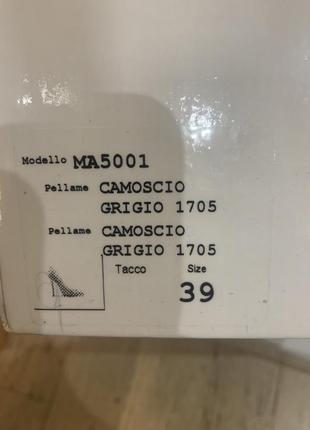 Modello MA5001
Pellame CAMOSCIO
GRIGIO 1705
Pellame CAMOSCIO
GRIGIO 1705
Tacco Size
39